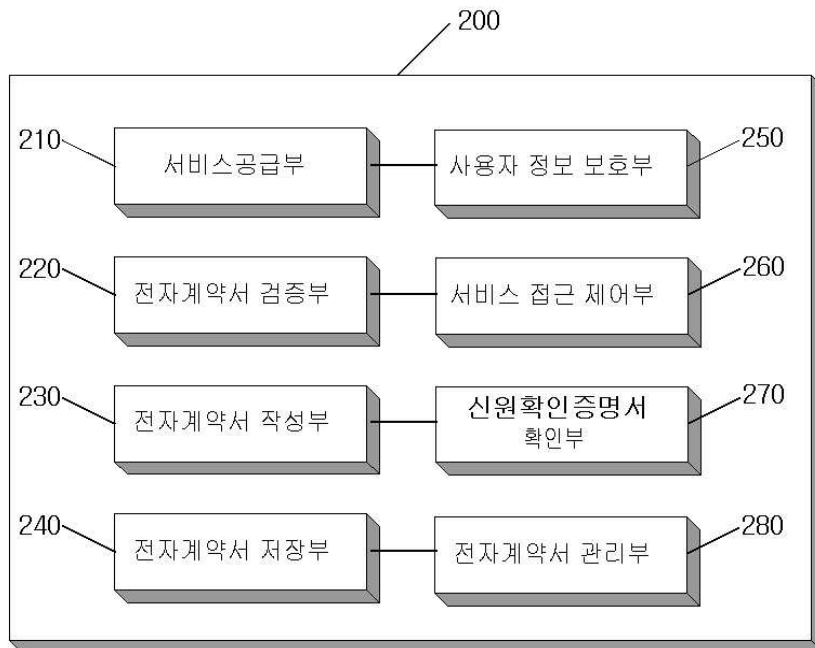 200
210
서비스공급부
사용자 정보 보호부
250
220
전자계약서 검증부
서비스 접근 제어부
260
230
전자계약서 작성부
신원확인증명서
확인부
270
240
전자계약서 저장부
전자계약서 관리부
280